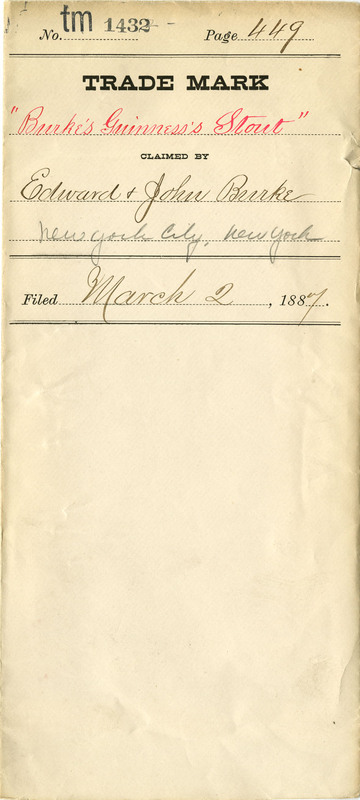 No. tm 1432 Page 449
TRADE MARK
"Burke's Guinness's Stout"
CLAIMED BY
Edward & John Burke
New York City, New York
Filed March 2, 1887.